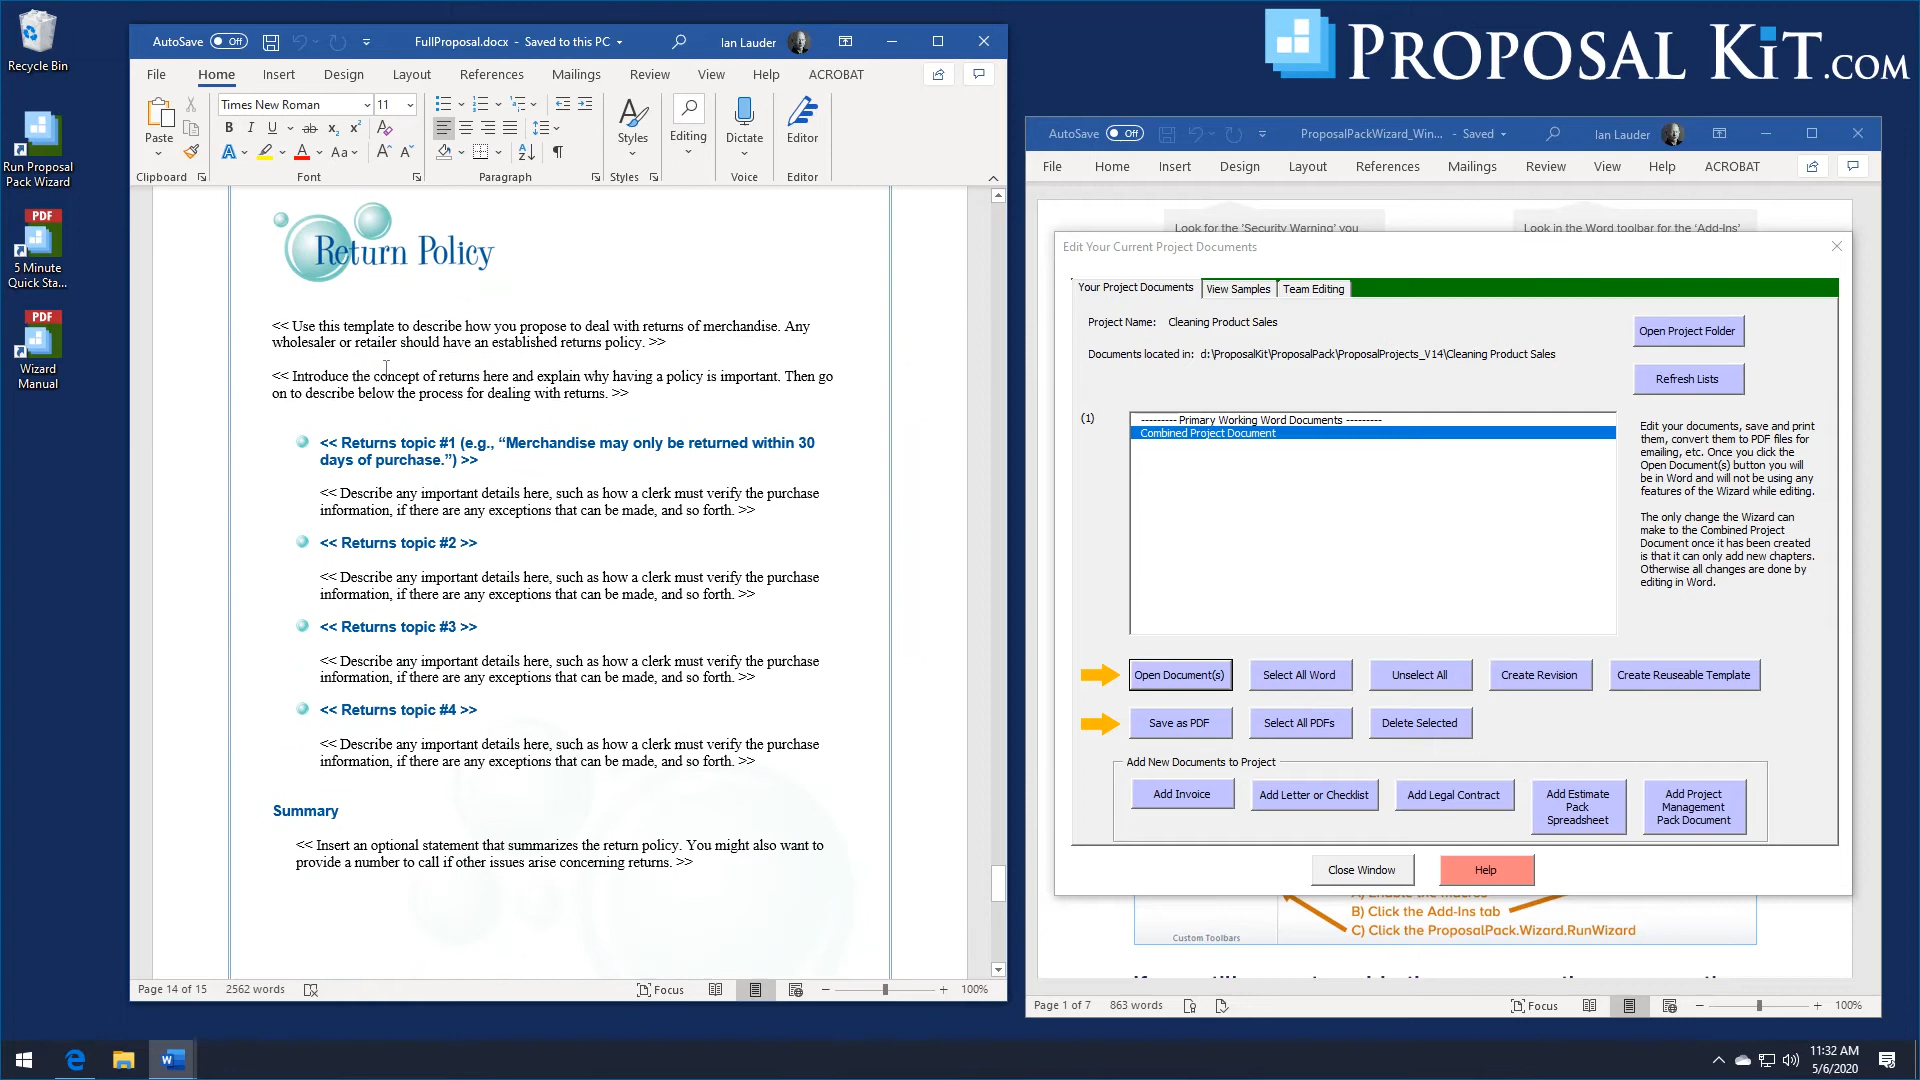 Recycle Bin
Run Proposal
Pack Wizard
PDF
5 Minute
Quick Sta...
PDF
Wizard
Manual
PROPOSAL KIT.COM
AutoSave Off FullProposal.docx - Saved to this PC Ian Lauder
File Home Insert Design Layout References Mailings Review View Help ACROBAT
Times New Roman 11
Paste Styles Editing Dictate Editor
Clipboard Font Paragraph Styles Voice Editor
Return Policy
<< Use this template to describe how you propose to deal with returns of merchandise. Any
wholesaler or retailer should have an established returns policy. >>
<< Introduce the concept of returns here and explain why having a policy is important. Then go
on to describe below the process for dealing with returns. >>
<< Returns topic #1 (e.g., “Merchandise may only be returned within 30
days of purchase.”) >>
<< Describe any important details here, such as how a clerk must verify the purchase
information, if there are any exceptions that can be made, and so forth. >>
<< Returns topic #2 >>
<< Describe any important details here, such as how a clerk must verify the purchase
information, if there are any exceptions that can be made, and so forth. >>
<< Returns topic #3 >>
<< Describe any important details here, such as how a clerk must verify the purchase
information, if there are any exceptions that can be made, and so forth. >>
<< Returns topic #4 >>
<< Describe any important details here, such as how a clerk must verify the purchase
information, if there are any exceptions that can be made, and so forth. >>
Summary
<< Insert an optional statement that summarizes the return policy. You might also want to
provide a number to call if other issues arise concerning returns. >>
Page 14 of 15 2562 words Focus 100%
AutoSave Off ProposalPackWizard_Win... - Saved Ian Lauder
File Home Insert Design Layout References Mailings Review View Help ACROBAT
Look for the 'Security Warning' you
Look in the Word toolbar for the 'Add-Ins'
Edit Your Current Project Documents
Your Project Documents View Samples Team Editing
Project Name: Cleaning Product Sales
Open Project Folder
Documents located in: d:\ProposalKit\ProposalPack\ProposalProjects_V14\Cleaning Product Sales
Refresh Lists
(1)
--------- Primary Working Word Documents ---------
Combined Project Document
Edit your documents, save and print
them, convert them to PDF files for
emailing, etc. Once you click the
Open Document(s) button you will
be in Word and will not be using any
features of the Wizard while editing.
The only change the Wizard can
make to the Combined Project
Document once it has been created
is that it can only add new chapters.
Otherwise all changes are done by
editing in Word.
Open Document(s) Select All Word Unselect All Create Revision Create Reuseable Template
Save as PDF Select All PDFs Delete Selected
Add New Documents to Project
Add Invoice
Add Letter or Checklist
Add Legal Contract
Add Estimate
Pack
Spreadsheet
Add Project
Management
Pack Document
Close Window Help
B) Click the Add-Ins tab
C) Click the ProposalPack.Wizard.RunWizard
Custom Toolbars
Page 1 of 7 863 words Focus 100%
11:32 AM
5/6/2020